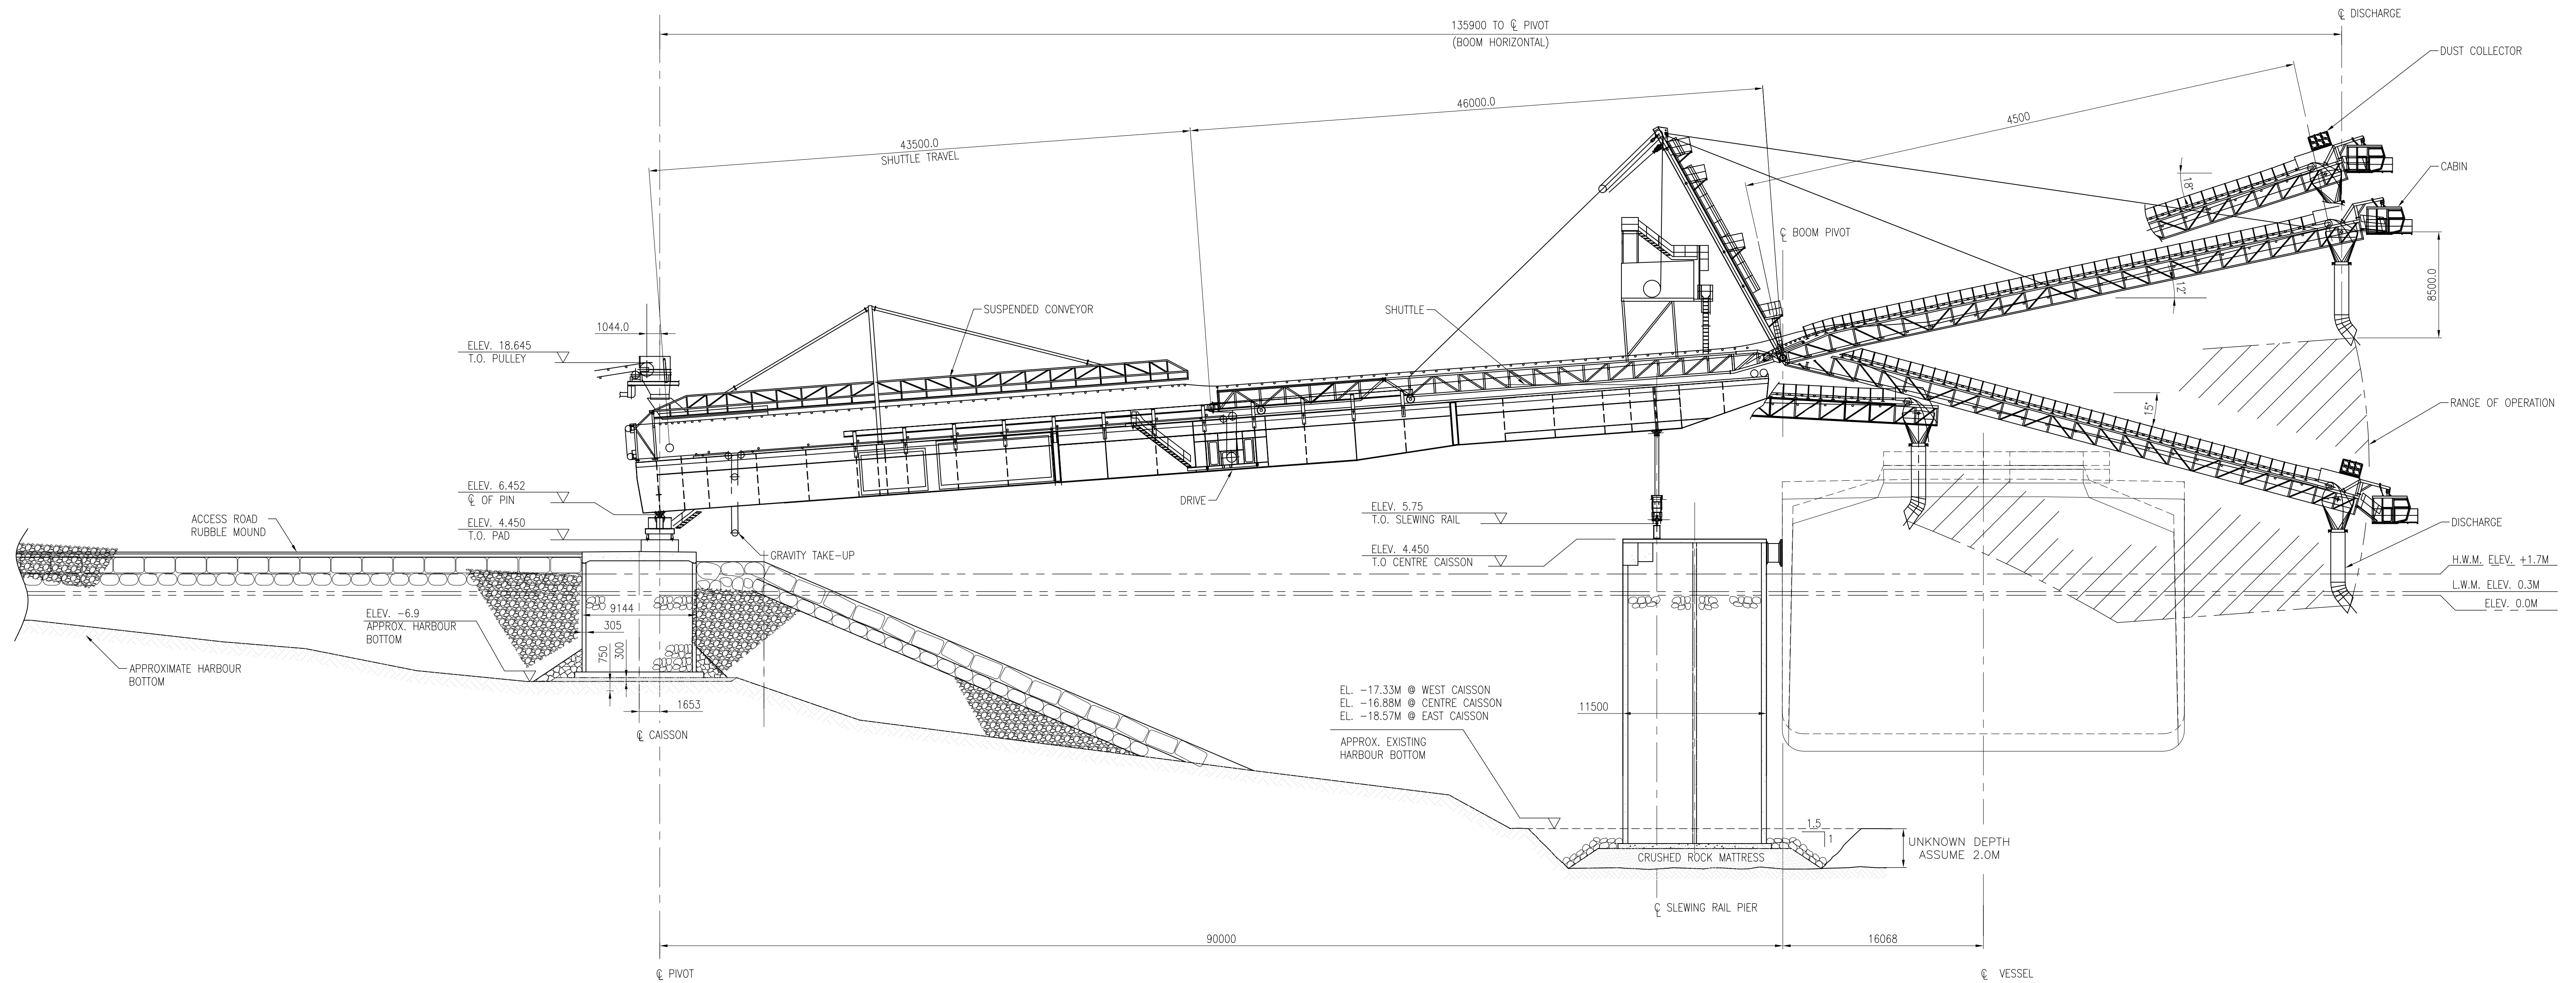 ℄ DISCHARGE
135900 TO ℄ PIVOT
(BOOM HORIZONTAL)
DUST COLLECTOR
46000.0
4500
43500.0
SHUTTLE TRAVEL
CABIN
18°
℄ BOOM PIVOT
8500.0
12°
SUSPENDED CONVEYOR
SHUTTLE
1044.0
ELEV. 18.645
T.O. PULLEY
RANGE OF OPERATION
15°
ELEV. 6.452
℄ OF PIN
DRIVE
ELEV. 5.75
T.O. SLEWING RAIL
ACCESS ROAD
RUBBLE MOUND
ELEV. 4.450
T.O. PAD
DISCHARGE
GRAVITY TAKE-UP
ELEV. 4.450
T.O CENTRE CAISSON
H.W.M. ELEV. +1.7M
L.W.M. ELEV. 0.3M
ELEV. 0.0M
ELEV. -6.9
APPROX. HARBOUR
BOTTOM
9144
305
750
300
APPROXIMATE HARBOUR
BOTTOM
1653
℄ CAISSON
EL. -17.33M @ WEST CAISSON
EL. -16.88M @ CENTRE CAISSON
EL. -18.57M @ EAST CAISSON
APPROX. EXISTING
HARBOUR BOTTOM
11500
1.5
1
UNKNOWN DEPTH
ASSUME 2.0M
CRUSHED ROCK MATTRESS
℄ SLEWING RAIL PIER
90000
16068
℄ PIVOT
℄ VESSEL